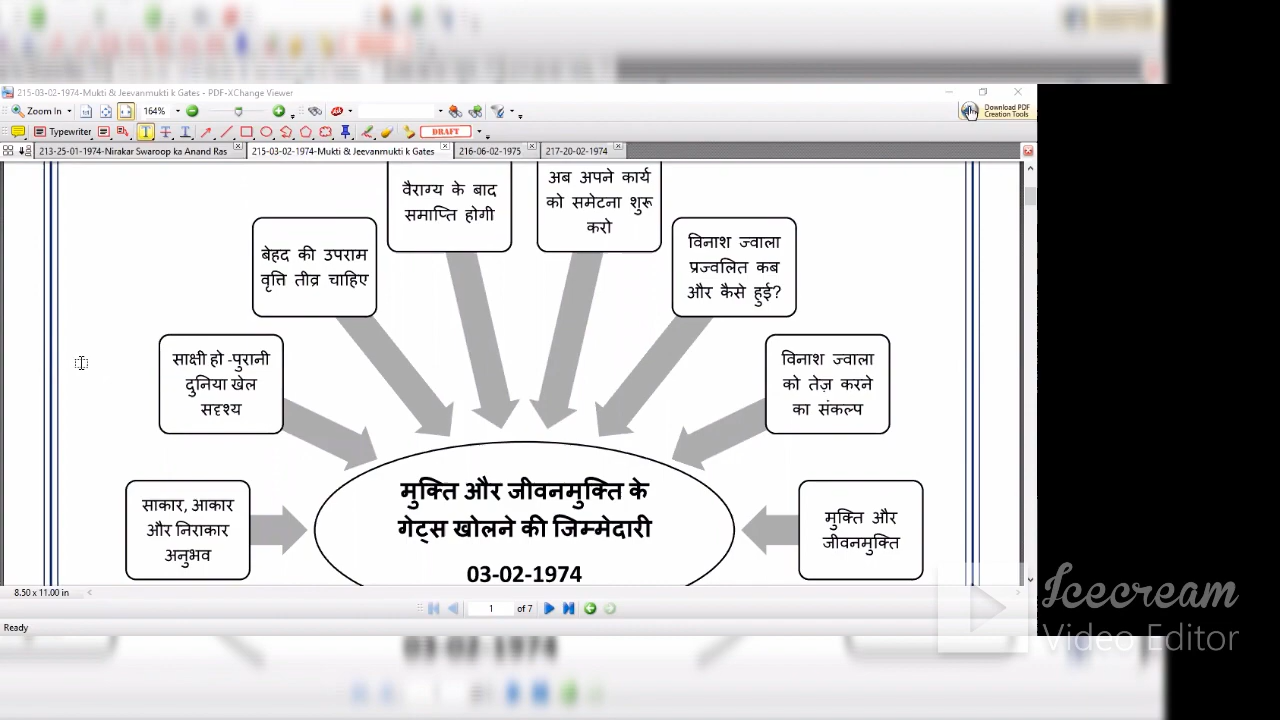 215-03-02-1974-Mukti & Jeevanmukti k Gates - PDF-XChange Viewer
Zoom In
164%
Download PDF
Creation Tools
Typewriter
DRAFT
213-25-01-1974-Nirakar Swaroop ka Anand Ras
215-03-02-1974-Mukti & Jeevanmukti k Gates
216-06-02-1975
217-20-02-1974
वैराग्य के बाद
समाप्ति होगी
अब अपने कार्य
को समेटना शुरू
करो
बेहद की उपराम
वृत्ति तीव्र चाहिए
विनाश ज्वाला
प्रज्वलित कब
और कैसे हुई?
साक्षी हो -पुरानी
दुनिया खेल
सदृश्य
विनाश ज्वाला
को तेज़ करने
का संकल्प
साकार, आकार
और निराकार
अनुभव
मुक्ति और जीवनमुक्ति के
गेट्स खोलने की जिम्मेदारी
03-02-1974
मुक्ति और
जीवनमुक्ति
8.50 x 11.00 in
1
of 7
Ready
Icecream
Video Editor
03-02-1974